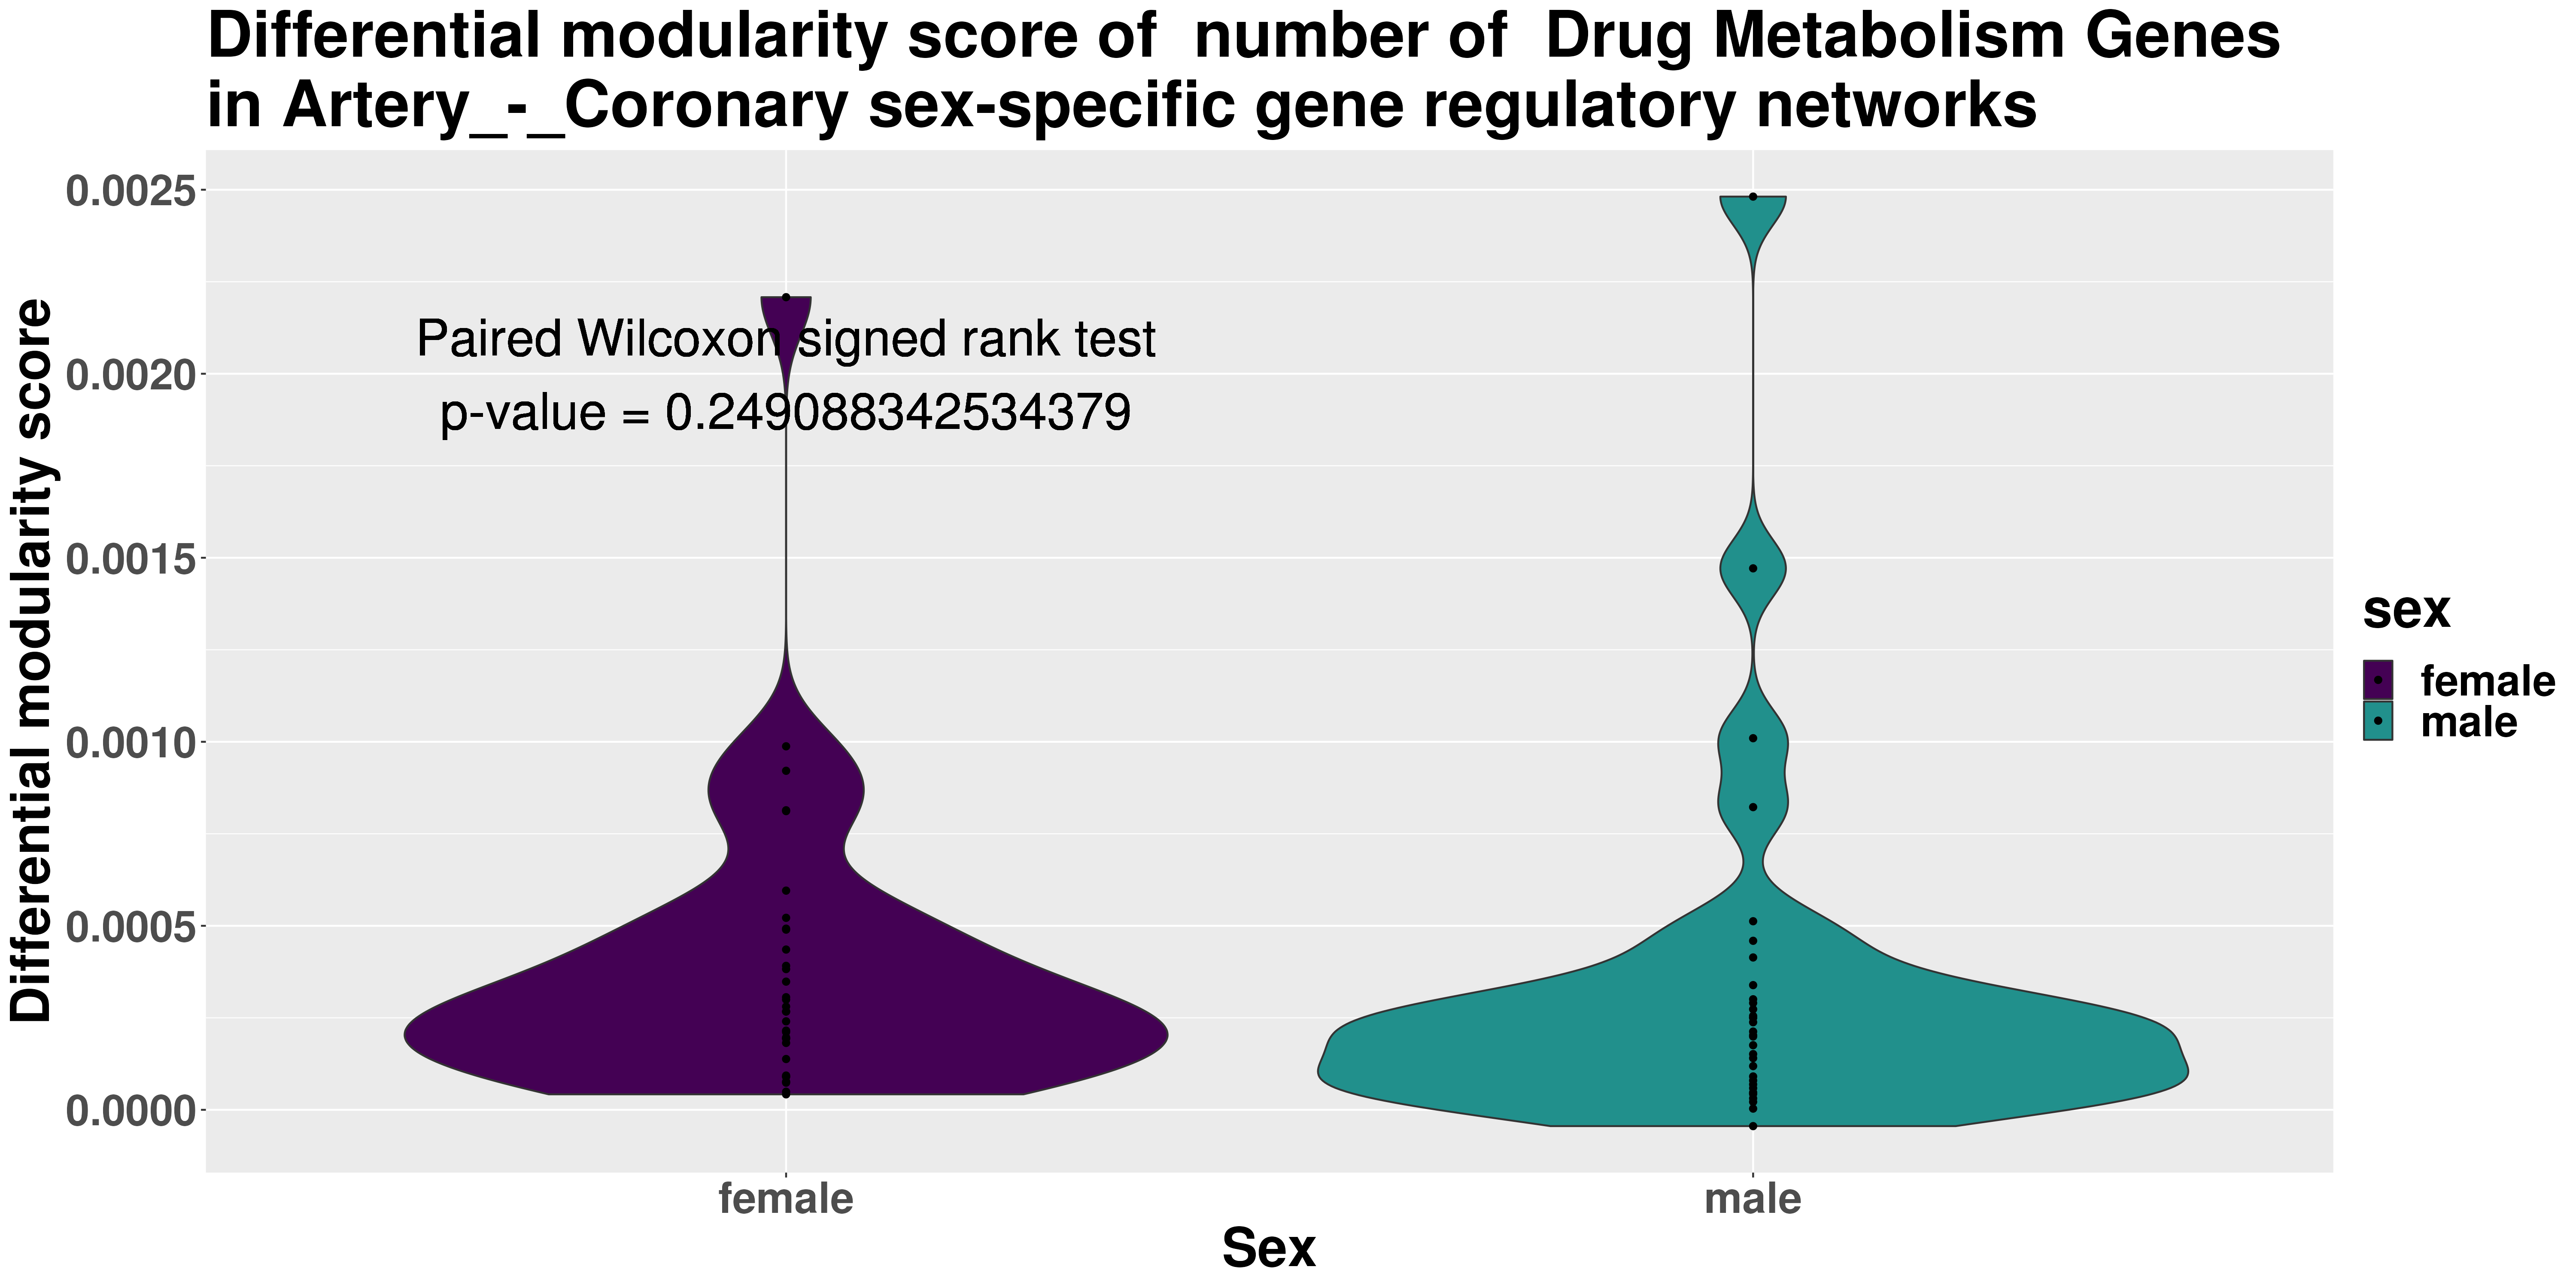 Differential modularity score of  number of  Drug Metabolism Genes
in Artery_-_Coronary sex-specific gene regulatory networks
Differential modularity score
0.0025
0.0020
0.0015
0.0010
0.0005
0.0000
Paired Wilcoxon signed rank test
p-value = 0.249088342534379
female
male
Sex
sex
female
male